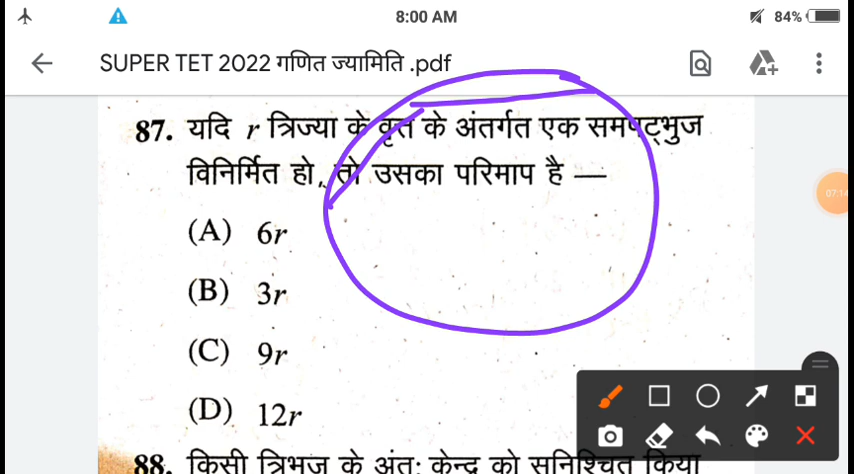 8:00 AM
84%
SUPER TET 2022 गणित ज्यामिति .pdf
87. यदि r त्रिज्या के वृत्त के अंतर्गत एक समषट्भुज
विनिर्मित हो, तो उसका परिमाप है —
(A) 6r
(B) 3r
(C) 9r
(D) 12r
88. किसी त्रिभुज के अंत: केन्द्र को सुनिश्चित किया